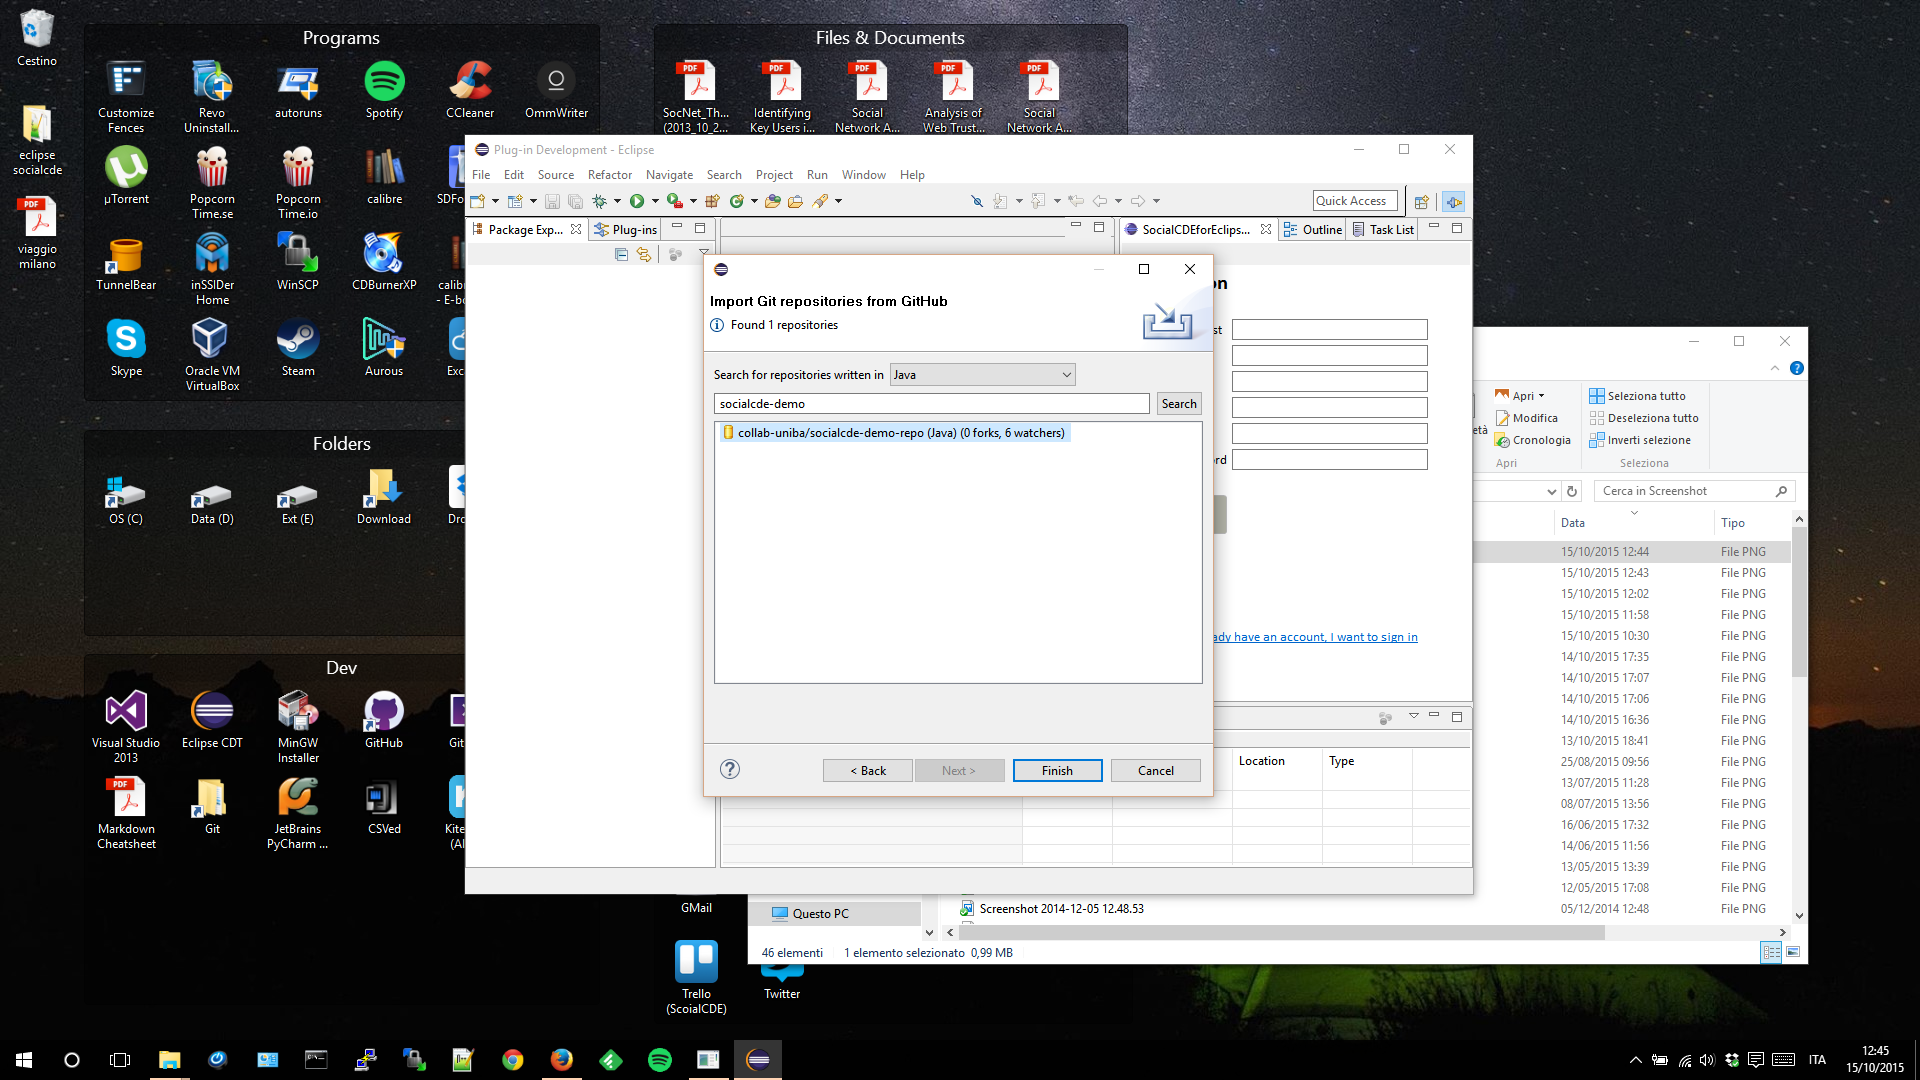 Cestino
eclipse
socialcde
viaggio
milano
Programs
Customize
Fences
Revo
Uninstall...
autoruns
Spotify
CCleaner
OmmWriter
µTorrent
Popcorn
Time.se
Popcorn
Time.io
calibre
SDFo
TunnelBear
inSSIDer
Home
WinSCP
CDBurnerXP
calib
- E-bo
Skype
Oracle VM
VirtualBox
Steam
Aurous
Exc
Folders
OS (C)
Data (D)
Ext (E)
Download
Dro
Dev
Visual Studio
2013
Eclipse CDT
MinGW
Installer
GitHub
Git
Markdown
Cheatsheet
Git
JetBrains
PyCharm ...
CSVed
Kite
(Al
Files & Documents
SocNet_Th...
(2013_10_2...
Identifying
Key Users i...
Social
Network A...
Analysis of
Web Trust...
Social
Network A...
Plug-in Development - Eclipse
File Edit Source Refactor Navigate Search Project Run Window Help
Quick Access
Package Exp...
Plug-ins
SocialCDEforEclips...
Outline
Task List
on
st
rd
ady have an account, I want to sign in
Location Type
Import Git repositories from GitHub
Found 1 repositories
Search for repositories written in Java
socialcde-demo
Search
collab-uniba/socialcde-demo-repo (Java) (0 forks, 6 watchers)
< Back
Next >
Finish
Cancel
Apri
Modifica
Cronologia
età
Apri
Seleziona tutto
Deseleziona tutto
Inverti selezione
Seleziona
Cerca in Screenshot
Data Tipo
15/10/2015 12:44 File PNG
15/10/2015 12:43 File PNG
15/10/2015 12:02 File PNG
15/10/2015 11:58 File PNG
15/10/2015 10:30 File PNG
14/10/2015 17:35 File PNG
14/10/2015 17:07 File PNG
14/10/2015 17:06 File PNG
14/10/2015 16:36 File PNG
13/10/2015 18:41 File PNG
25/08/2015 09:56 File PNG
13/07/2015 11:28 File PNG
08/07/2015 13:56 File PNG
16/06/2015 17:32 File PNG
14/06/2015 11:56 File PNG
13/05/2015 13:39 File PNG
12/05/2015 17:08 File PNG
Screenshot 2014-12-05 12.48.53 05/12/2014 12:48 File PNG
Questo PC
46 elementi 1 elemento selezionato 0,99 MB
GMail
Trello
(ScoialCDE)
Twitter
ITA
12:45
15/10/2015